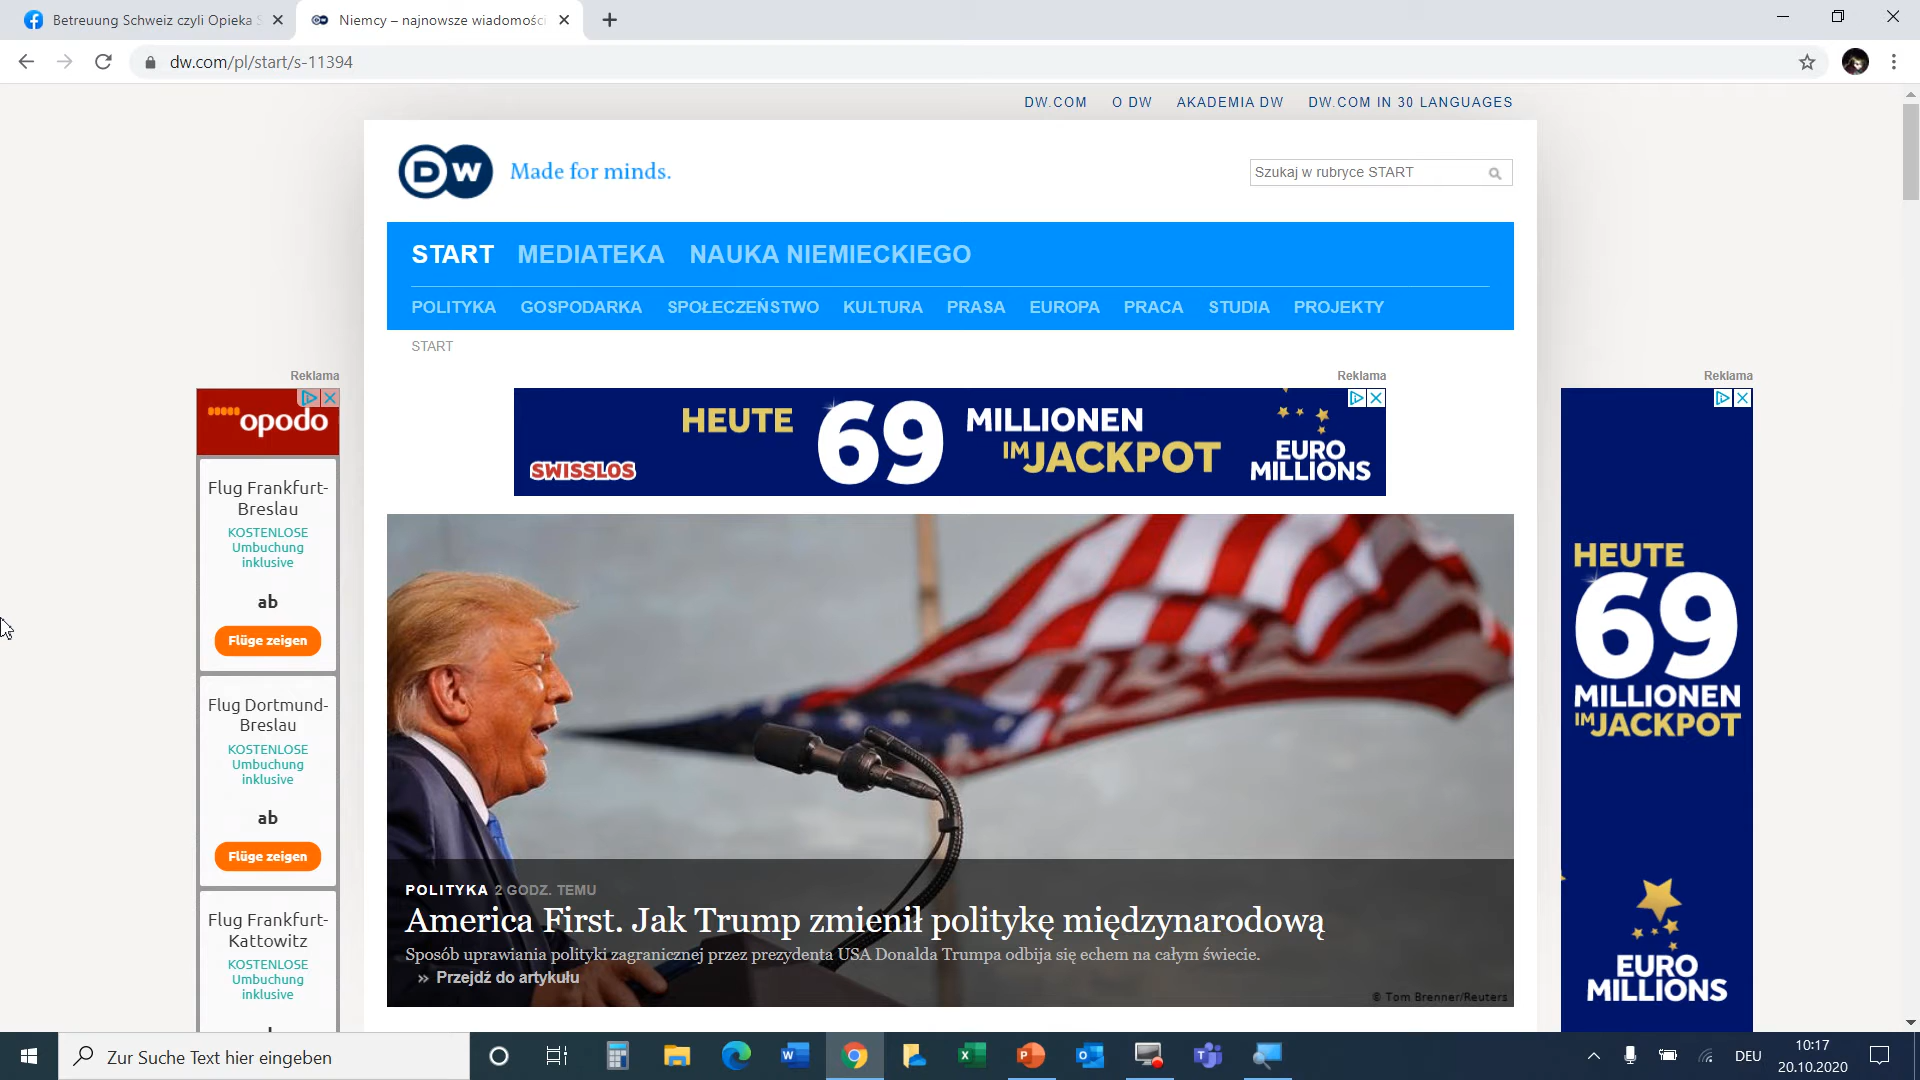 Betreuung Schweiz czyli Opieka
Niemcy – najnowsze wiadomości
dw.com/pl/start/s-11394
DW.COM O DW AKADEMIA DW DW.COM IN 30 LANGUAGES
DW Made for minds.
Szukaj w rubryce START
START MEDIATEKA NAUKA NIEMIECKIEGO
POLITYKA GOSPODARKA SPOŁECZEŃSTWO KULTURA PRASA EUROPA PRACA STUDIA PROJEKTY
START
Reklama
opodo
Flug Frankfurt-
Breslau
KOSTENLOSE
Umbuchung
inklusive
ab
Flüge zeigen
Flug Dortmund-
Breslau
KOSTENLOSE
Umbuchung
inklusive
ab
Flüge zeigen
Flug Frankfurt-
Kattowitz
KOSTENLOSE
Umbuchung
inklusive
Reklama
SWISSLOS
HEUTE 69 MILLIONEN
IM JACKPOT
EURO
MILLIONS
POLITYKA 2 GODZ. TEMU
America First. Jak Trump zmienił politykę międzynarodową
Sposób uprawiania polityki zagranicznej przez prezydenta USA Donalda Trumpa odbija się echem na całym świecie.
» Przejdź do artykułu
© Tom Brenner/Reuters
Reklama
HEUTE
69
MILLIONEN
IM JACKPOT
EURO
MILLIONS
Zur Suche Text hier eingeben
DEU
10:17
20.10.2020